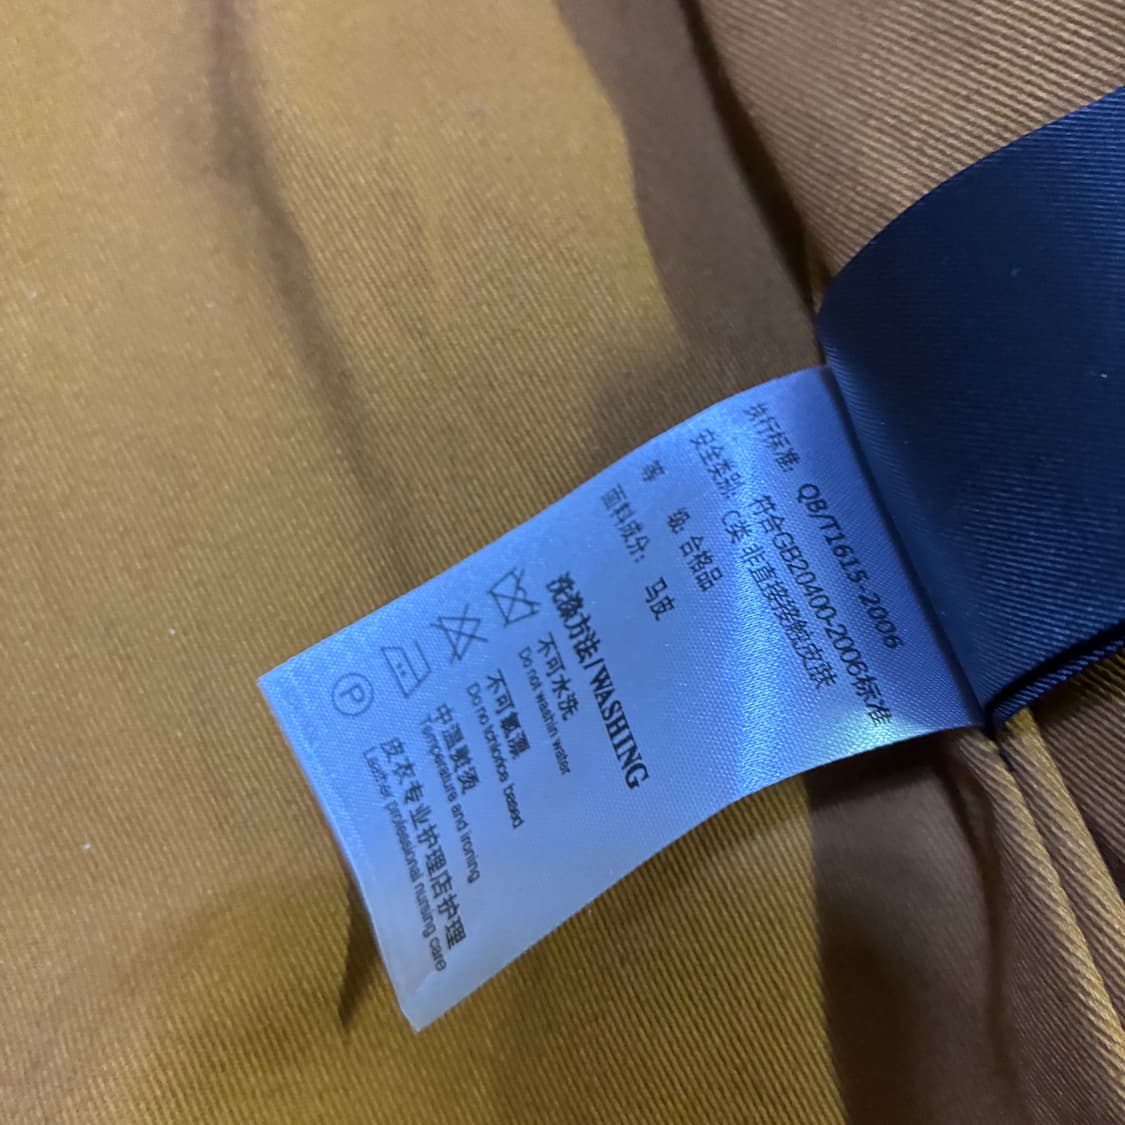 执行标准: QB/T1615-2006
符合GB20400-2006标准
安全类别: C类 非直接接触皮肤
等 级: 合格品
面料成分: 马皮
洗涤方法/WASHING
不可水洗
Do not washin water
不可氯漂
Do no tchlorice based
中温熨烫
Temperature and ironing
P
皮衣专业护理店护理
Leather professional nursing care